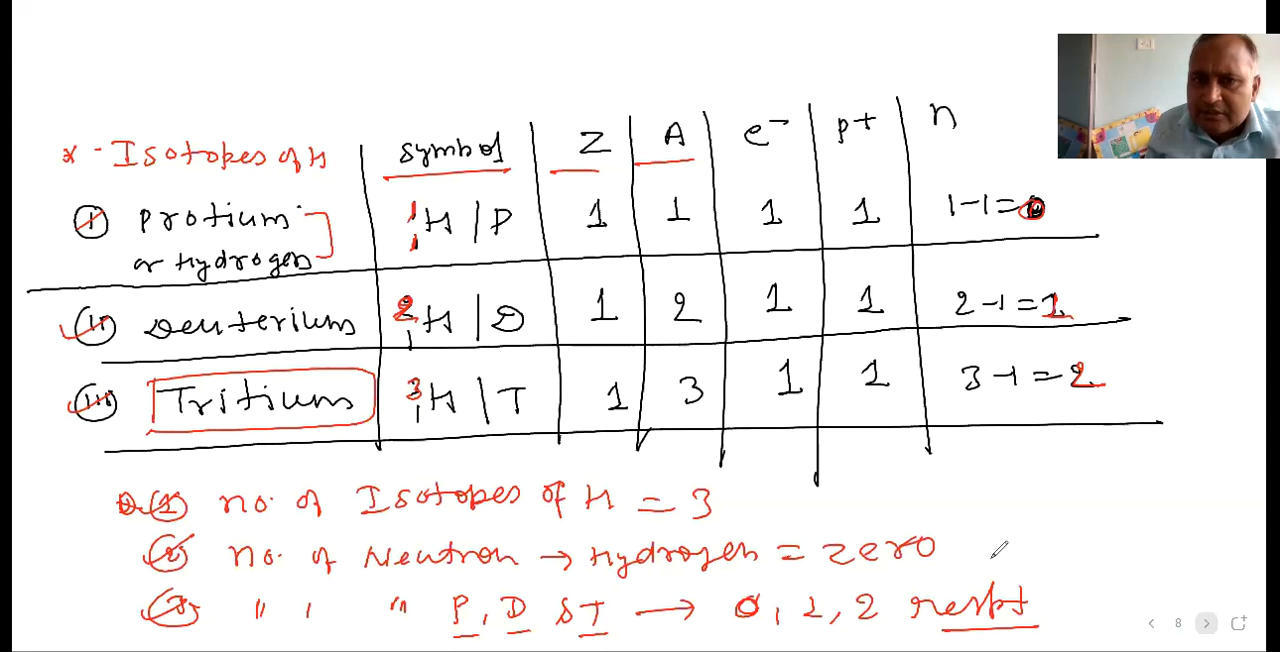 * - Isotopes of H | symbol | Z | A | e⁻ | p+ | n
(i) Protium or Hydrogen | ¹₁H | P | 1 | 1 | 1 | 1 | 1-1=0
(ii) Deuterium | ²₁H | D | 1 | 2 | 1 | 1 | 2-1=1
(iii) Tritium | ³₁H | T | 1 | 3 | 1 | 1 | 3-1=2
(1) no. of Isotopes of H = 3
(2) no. of Neutron → Hydrogen = zero
(3) " " " P, D & T → 0, 1, 2 respt
8